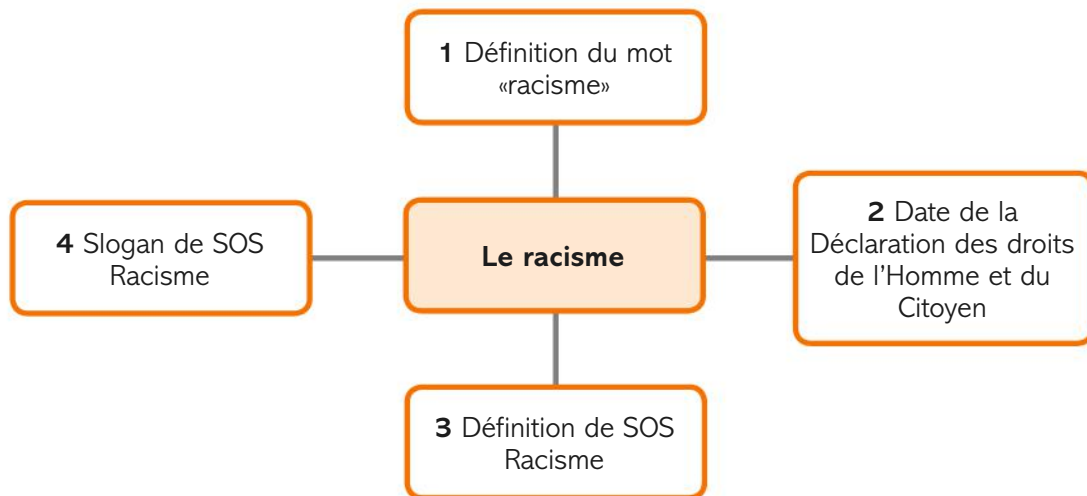 1 Définition du mot
«racisme»
2 Date de la
Déclaration des droits
de l’Homme et du
Citoyen
4 Slogan de SOS
Racisme
Le racisme
3 Définition de SOS
Racisme